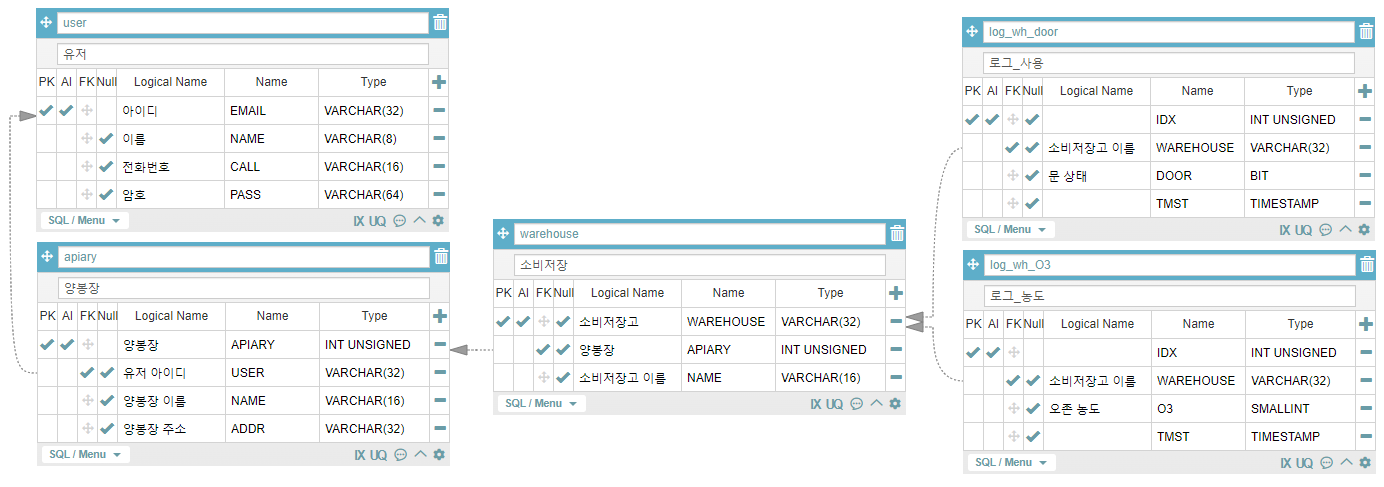 user
유저
PK AI FK Null Logical Name Name Type
아이디 EMAIL VARCHAR(32)
이름 NAME VARCHAR(8)
전화번호 CALL VARCHAR(16)
암호 PASS VARCHAR(64)
SQL / Menu IX UQ
apiary
양봉장
PK AI FK Null Logical Name Name Type
양봉장 APIARY INT UNSIGNED
유저 아이디 USER VARCHAR(32)
양봉장 이름 NAME VARCHAR(16)
양봉장 주소 ADDR VARCHAR(32)
SQL / Menu IX UQ
warehouse
소비저장
PK AI FK Null Logical Name Name Type
소비저장고 WAREHOUSE VARCHAR(32)
양봉장 APIARY INT UNSIGNED
소비저장고 이름 NAME VARCHAR(16)
SQL / Menu IX UQ
log_wh_door
로그_사용
PK AI FK Null Logical Name Name Type
IDX INT UNSIGNED
소비저장고 이름 WAREHOUSE VARCHAR(32)
문 상태 DOOR BIT
TMST TIMESTAMP
SQL / Menu IX UQ
log_wh_O3
로그_농도
PK AI FK Null Logical Name Name Type
IDX INT UNSIGNED
소비저장고 이름 WAREHOUSE VARCHAR(32)
오존 농도 O3 SMALLINT
TMST TIMESTAMP
SQL / Menu IX UQ